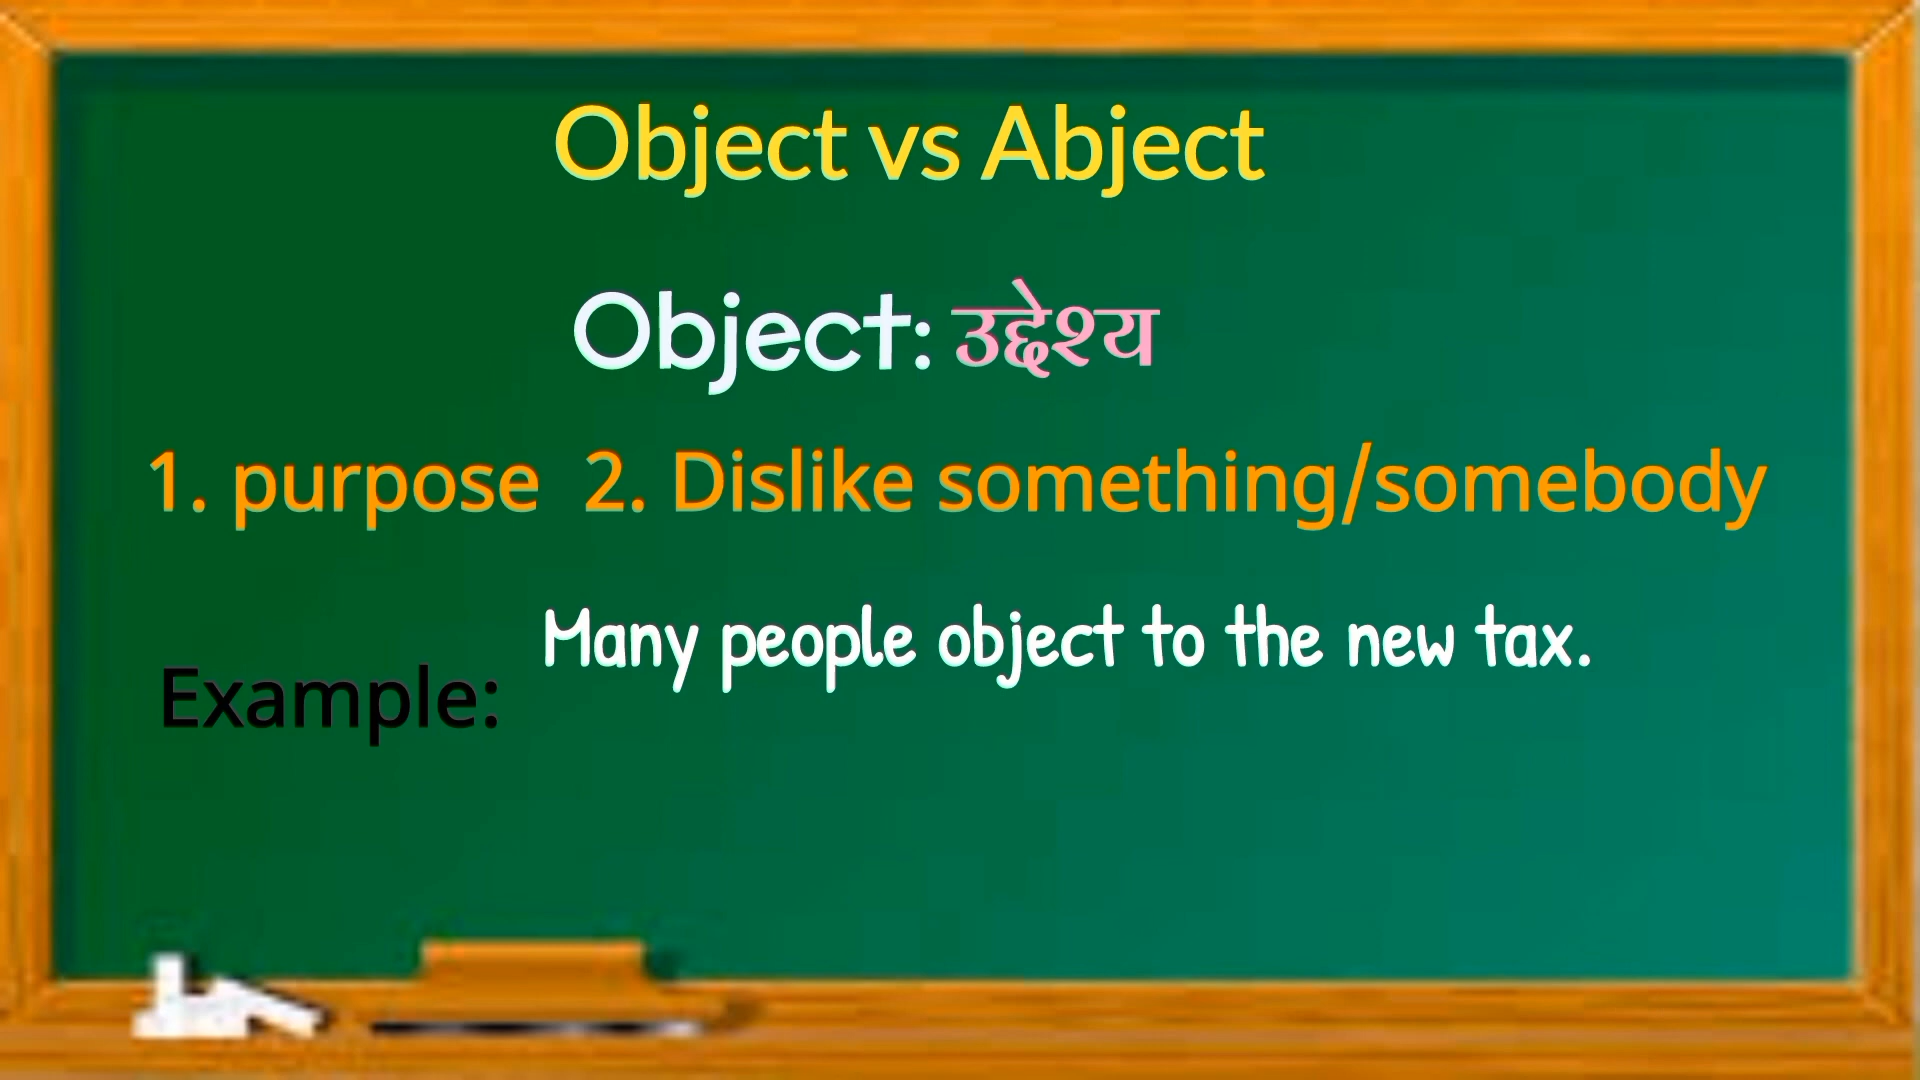 Object vs Abject
Object: उद्देश्य
1. purpose 2. Dislike something/somebody
Many people object to the new tax.
Example: